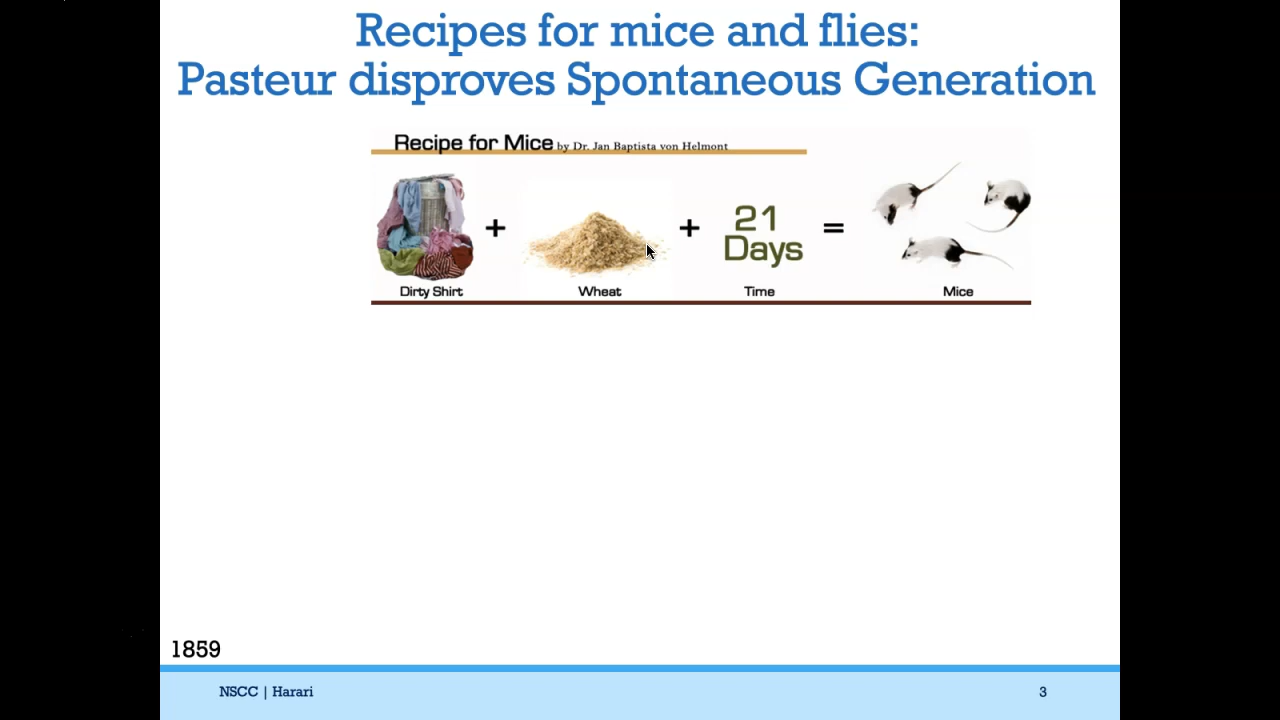 Recipes for mice and flies:
Pasteur disproves Spontaneous Generation
Recipe for Mice by Dr. Jan Baptista von Helmont
+ + 21 =
Days
Dirty Shirt Wheat Time Mice
1859
NSCC | Harari 3